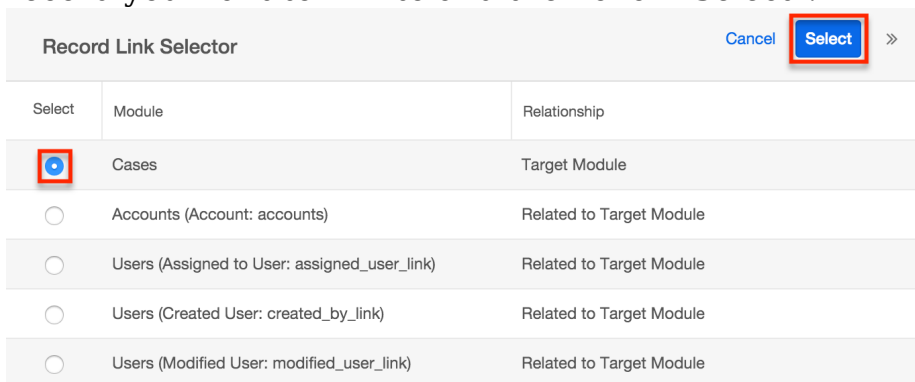 Record Link Selector Cancel Select »
Select Module Relationship
Cases Target Module
Accounts (Account: accounts) Related to Target Module
Users (Assigned to User: assigned_user_link) Related to Target Module
Users (Created User: created_by_link) Related to Target Module
Users (Modified User: modified_user_link) Related to Target Module